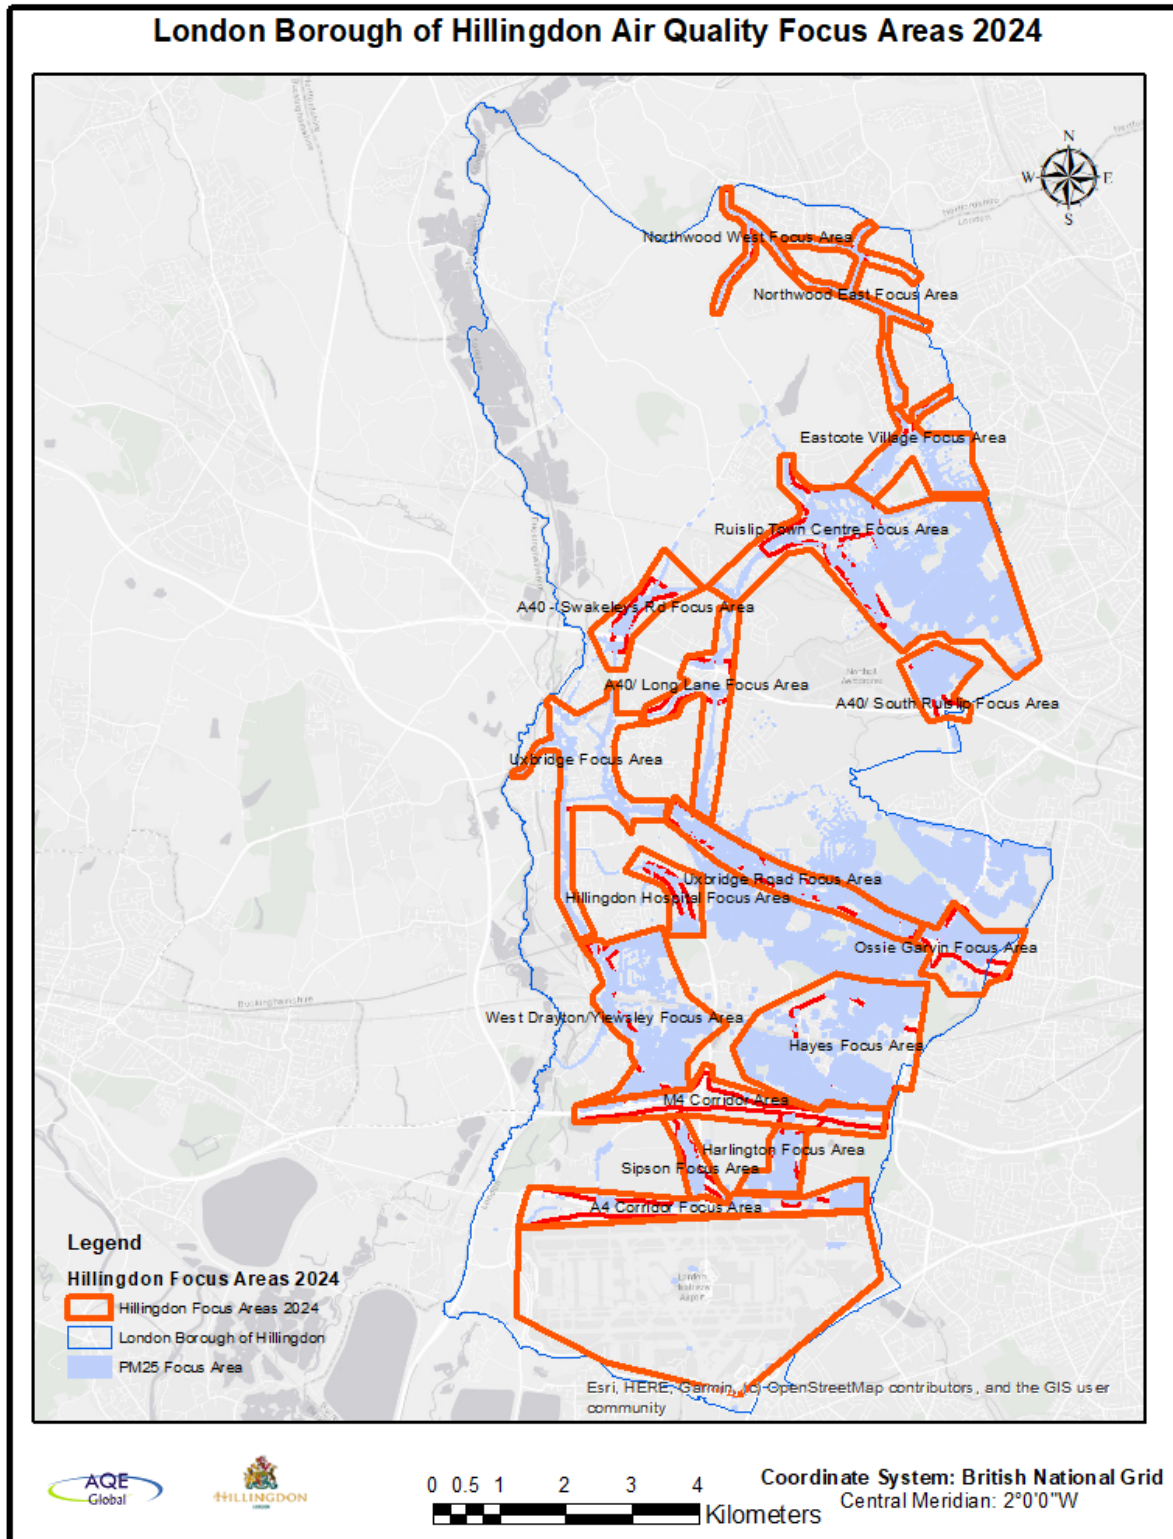 London Borough of Hillingdon Air Quality Focus Areas 2024
N
W
E
S
Northwood West Focus Area
Northwood East Focus Area
Eastcote Village Focus Area
Ruislip Town Centre Focus Area
A40 - Swakeleys Rd Focus Area
A40/ Long Lane Focus Area
A40/ South Ruislip Focus Area
Uxbridge Focus Area
Uxbridge Road Focus Area
Hillingdon Hospital Focus Area
Ossie Garvin Focus Area
Buckinghamshire
West Drayton/Yiewsley Focus Area
Hayes Focus Area
M4 Corridor Area
Harlington Focus Area
Sipson Focus Area
A4 Corridor Focus Area
London
Heathrow
Airport
Legend
Hillingdon Focus Areas 2024
Hillingdon Focus Areas 2024
London Borough of Hillingdon
PM25 Focus Area
Esri, HERE, Garmin, (c) OpenStreetMap contributors, and the GIS user
community
AQE
Global
HILLINGDON
LONDON
0 0.5 1 2 3 4
Kilometers
Coordinate System: British National Grid
Central Meridian: 2°0'0"W